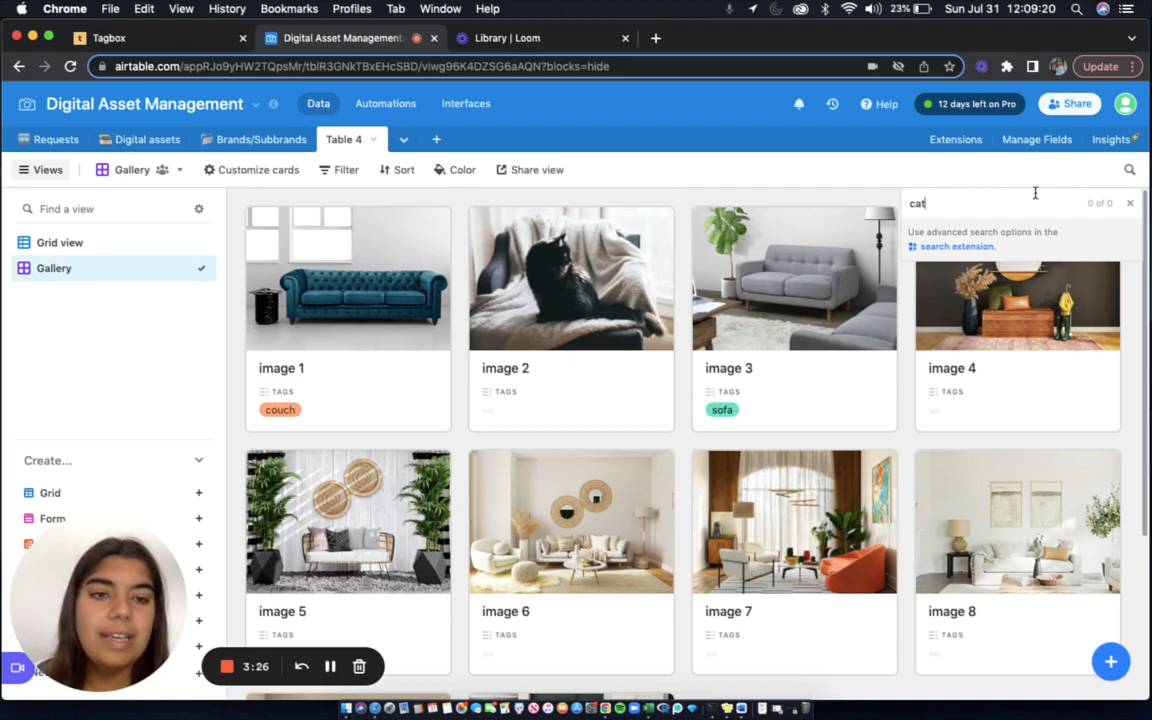 Chrome File Edit View History Bookmarks Profiles Tab Window Help 23% Sun Jul 31 12:09:20
t Tagbox Digital Asset Management: Library | Loom
airtable.com/appRJo9yHW2TQpsMr/tblR3GNkTBxEHcSBD/viwg96K4DZSG6aAQN?blocks=hide Update
Digital Asset Management Data Automations Interfaces Help 12 days left on Pro Share
Requests Digital assets Brands/Subbrands Table 4 Extensions Manage Fields Insights
Views Gallery Customize cards Filter Sort Color Share view
Find a view
cat 0 of 0
Use advanced search options in the
search extension.
Grid view
Gallery
image 1 image 2 image 3 image 4
TAGS TAGS TAGS TAGS
couch sofa
Create...
Grid
Form
image 5 image 6 image 7 image 8
TAGS TAGS TAGS TAGS
3:26